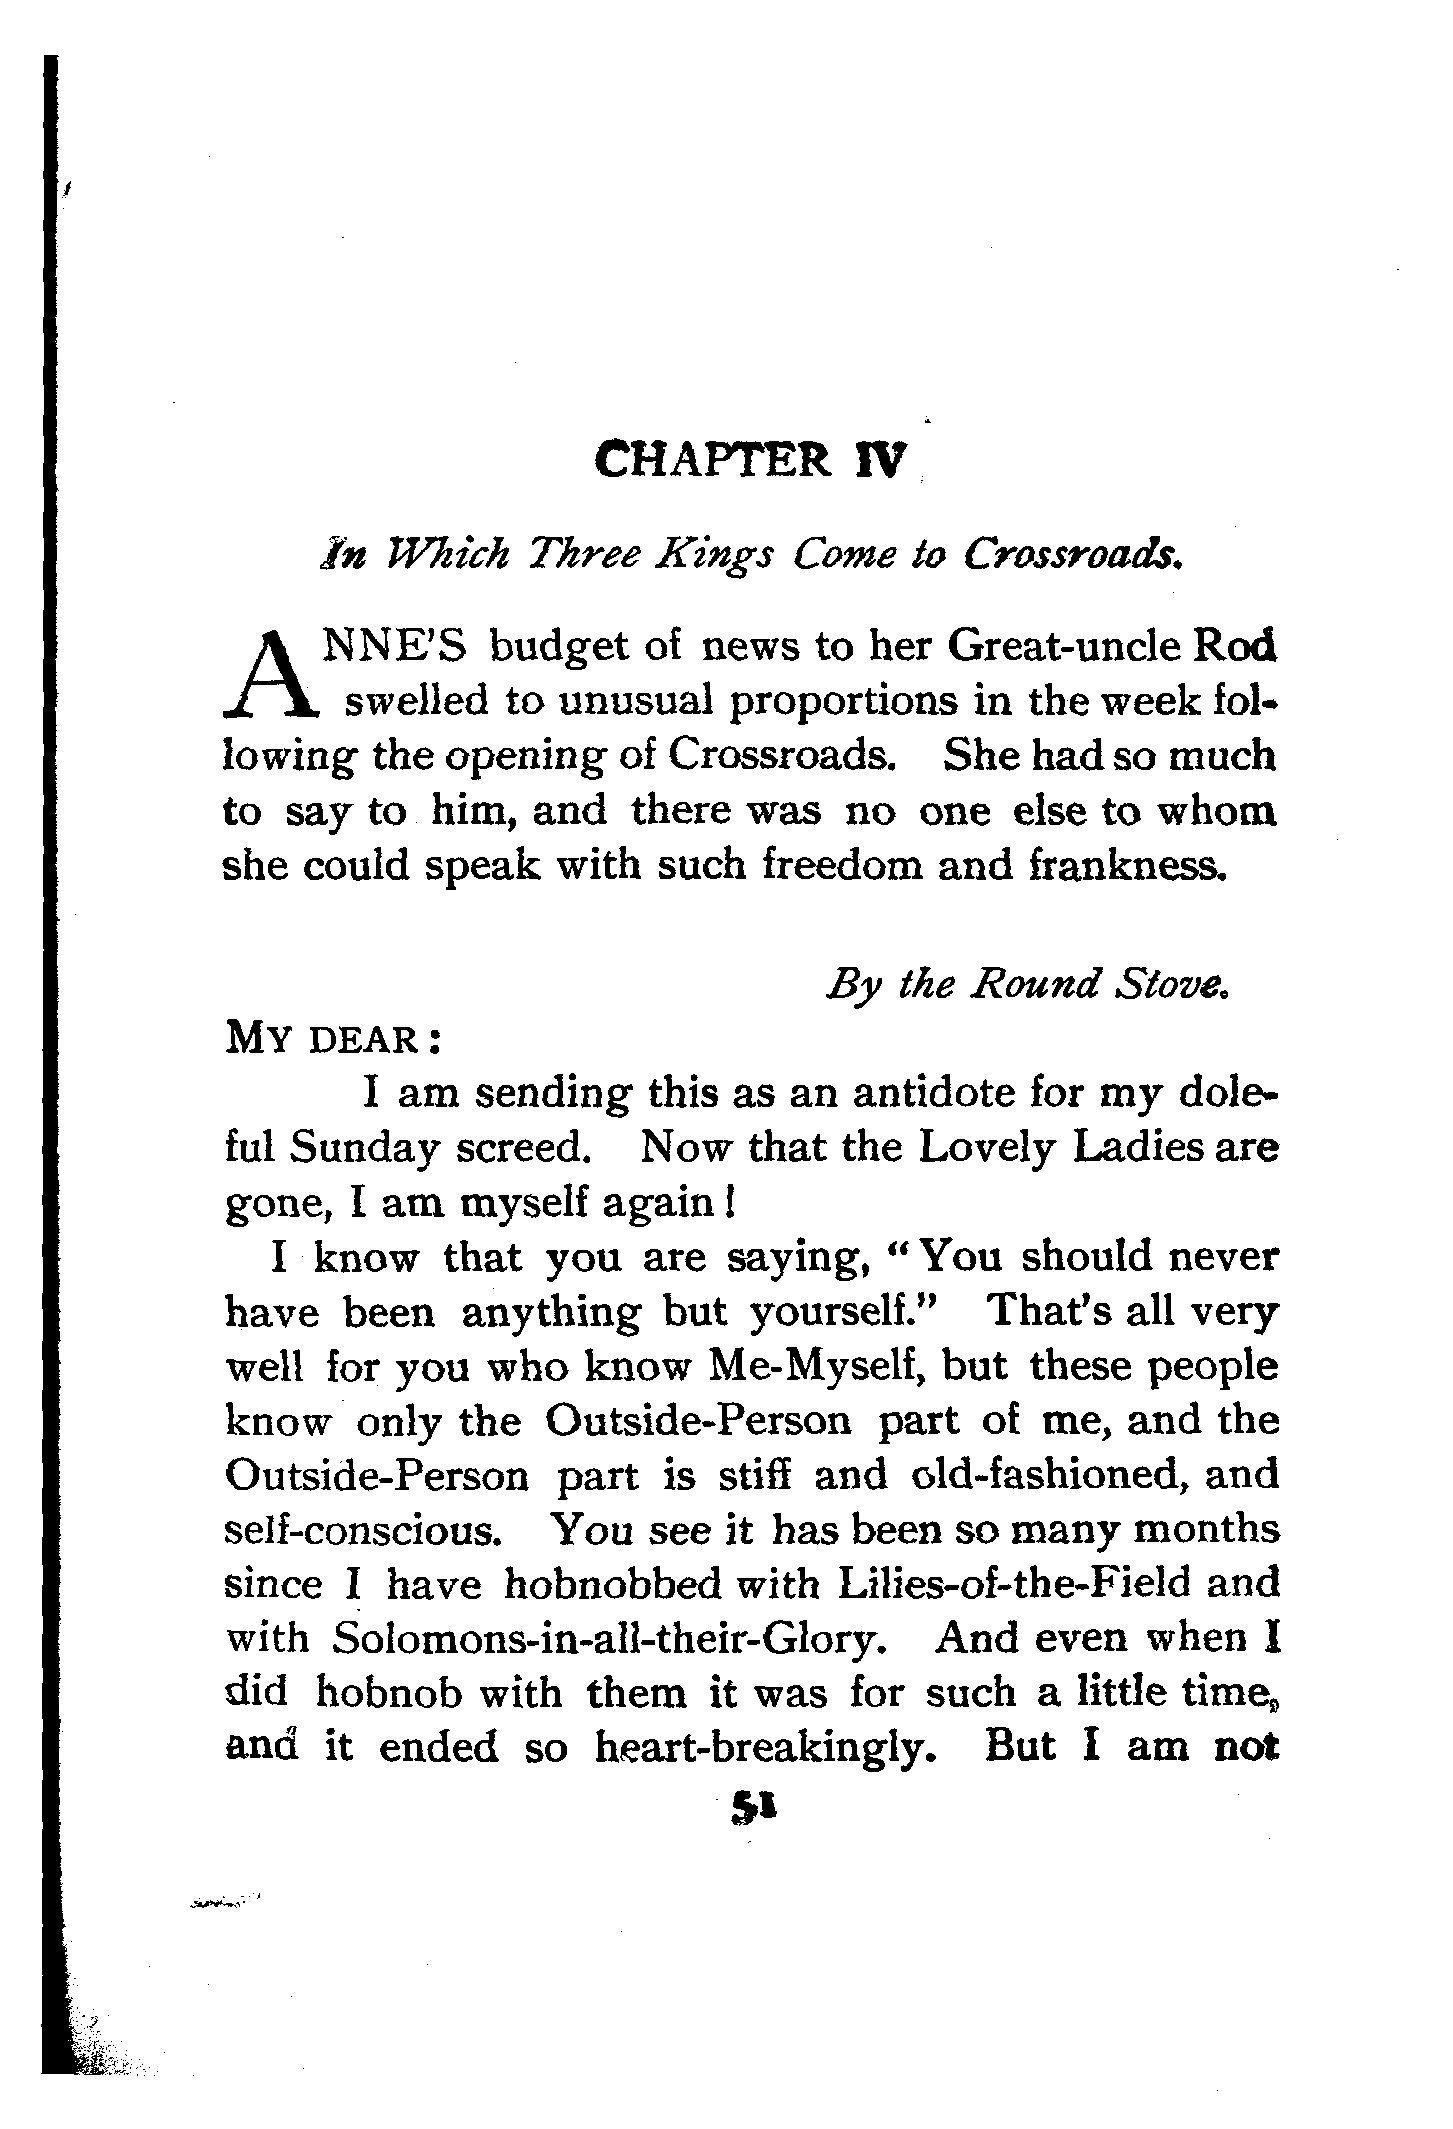 CHAPTER IV
In Which Three Kings Come to Crossroads.
ANNE'S budget of news to her Great-uncle Rod
swelled to unusual proportions in the week fol-
lowing the opening of Crossroads. She had so much
to say to him, and there was no one else to whom
she could speak with such freedom and frankness.
By the Round Stove.
MY DEAR:
I am sending this as an antidote for my dole-
ful Sunday screed. Now that the Lovely Ladies are
gone, I am myself again!
I know that you are saying, "You should never
have been anything but yourself." That's all very
well for you who know Me-Myself, but these people
know only the Outside-Person part of me, and the
Outside-Person part is stiff and old-fashioned, and
self-conscious. You see it has been so many months
since I have hobnobbed with Lilies-of-the-Field and
with Solomons-in-all-their-Glory. And even when I
did hobnob with them it was for such a little time,
and it ended so heart-breakingly. But I am not
51